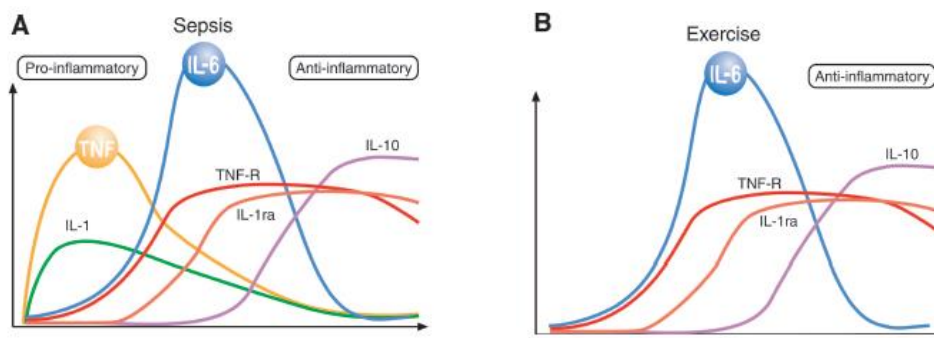 A
Sepsis
Pro-inflammatory
IL-6
Anti-inflammatory
TNF
IL-10
TNF-R
IL-1ra
IL-1
B
Exercise
IL-6
Anti-inflammatory
IL-10
TNF-R
IL-1ra